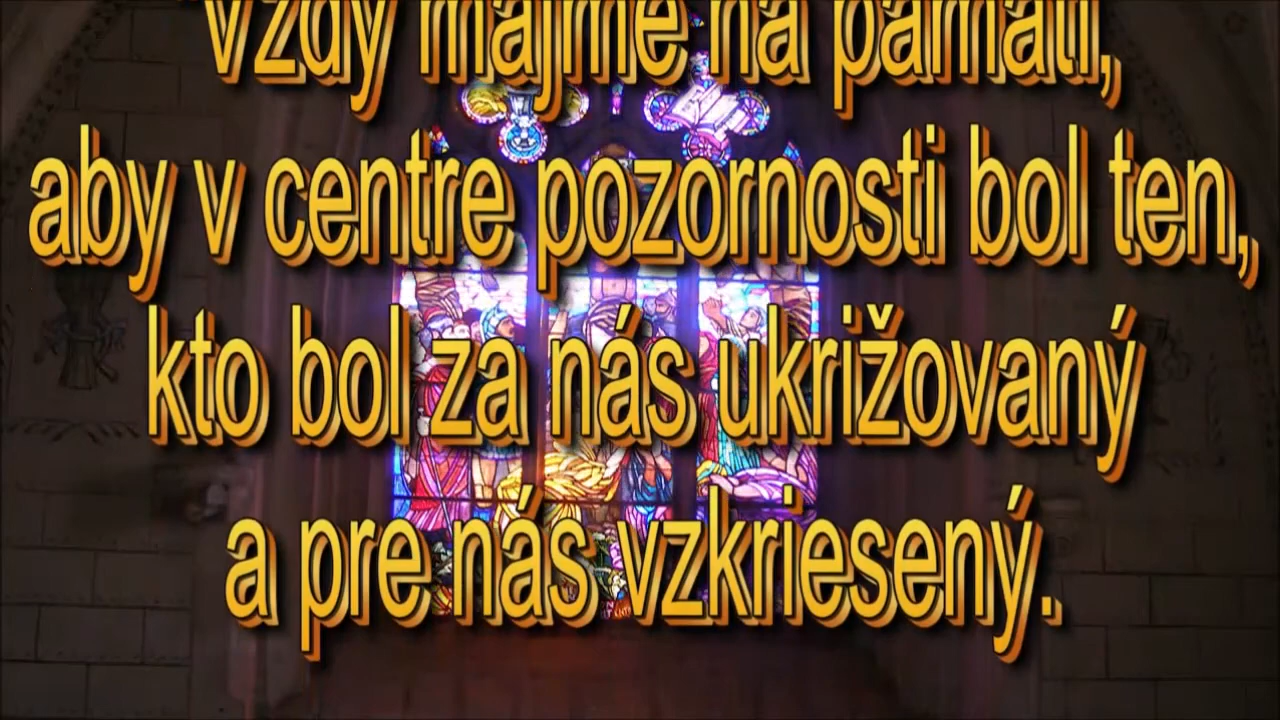 Vždy majme na pamäti,
aby v centre pozornosti bol ten,
kto bol za nás ukrižovaný
a pre nás vzkriesený.